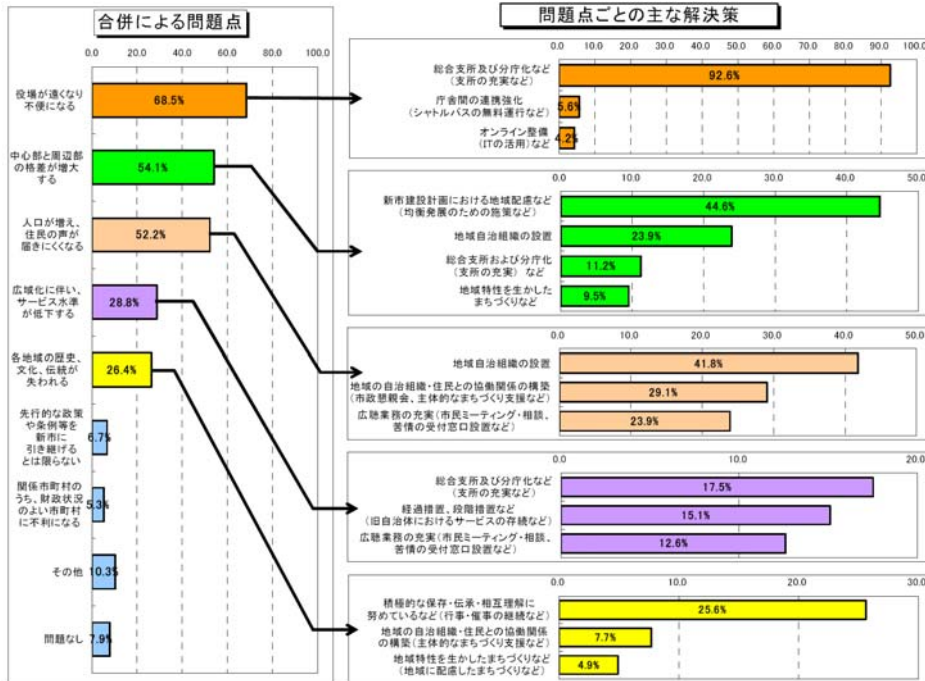 合併による問題点
0.0 20.0 40.0 60.0 80.0 100.0
役場が遠くなり
不便になる
68.5%
中心部と周辺部
の格差が増大
する
54.1%
人口が増え、
住民の声が
届きにくくなる
52.2%
広域化に伴い、
サービス水準
が低下する
28.8%
各地域の歴史、
文化、伝統が
失われる
26.4%
先行的な政策
や条例等を
新市に
引き継げる
とは限らない
6.7%
関係市町村の
うち、財政状況
のよい市町村
に不利になる
5.3%
その他
10.3%
問題なし
7.9%
問題点ごとの主な解決策
0.0 10.0 20.0 30.0 40.0 50.0 60.0 70.0 80.0 90.0 100.0
総合支所及び分庁化など
(支所の充実など)
92.6%
庁舎間の連携強化
(シャトルバスの無料運行など)
5.6%
オンライン整備
(ITの活用)など
4.2%
0.0 10.0 20.0 30.0 40.0 50.0
新市建設計画における地域配慮など
(均衡発展のための施策など)
44.6%
地域自治組織の設置
23.9%
総合支所および分庁化
(支所の充実) など
11.2%
地域特性を生かした
まちづくりなど
9.5%
0.0 10.0 20.0 30.0 40.0 50.0
地域自治組織の設置
41.8%
地域の自治組織・住民との協働関係の構築
(市政懇親会、主体的なまちづくり支援など)
29.1%
広聴業務の充実(市民ミーティング・相談、
苦情の受付窓口設置など)
23.9%
0.0 10.0 20.0
総合支所及び分庁化など
(支所の充実など)
17.5%
経過措置、段階措置など
(旧自治体におけるサービスの存続など)
15.1%
広聴業務の充実(市民ミーティング・相談、
苦情の受付窓口設置など)
12.6%
0.0 10.0 20.0 30.0
積極的な保存・伝承・相互理解に
努めているなど(行事・催事の継続など)
25.6%
地域の自治組織・住民との協働関係
の構築(主体的なまちづくり支援など)
7.7%
地域特性を生かしたまちづくりなど
(地域に配慮したまちづくりなど)
4.9%